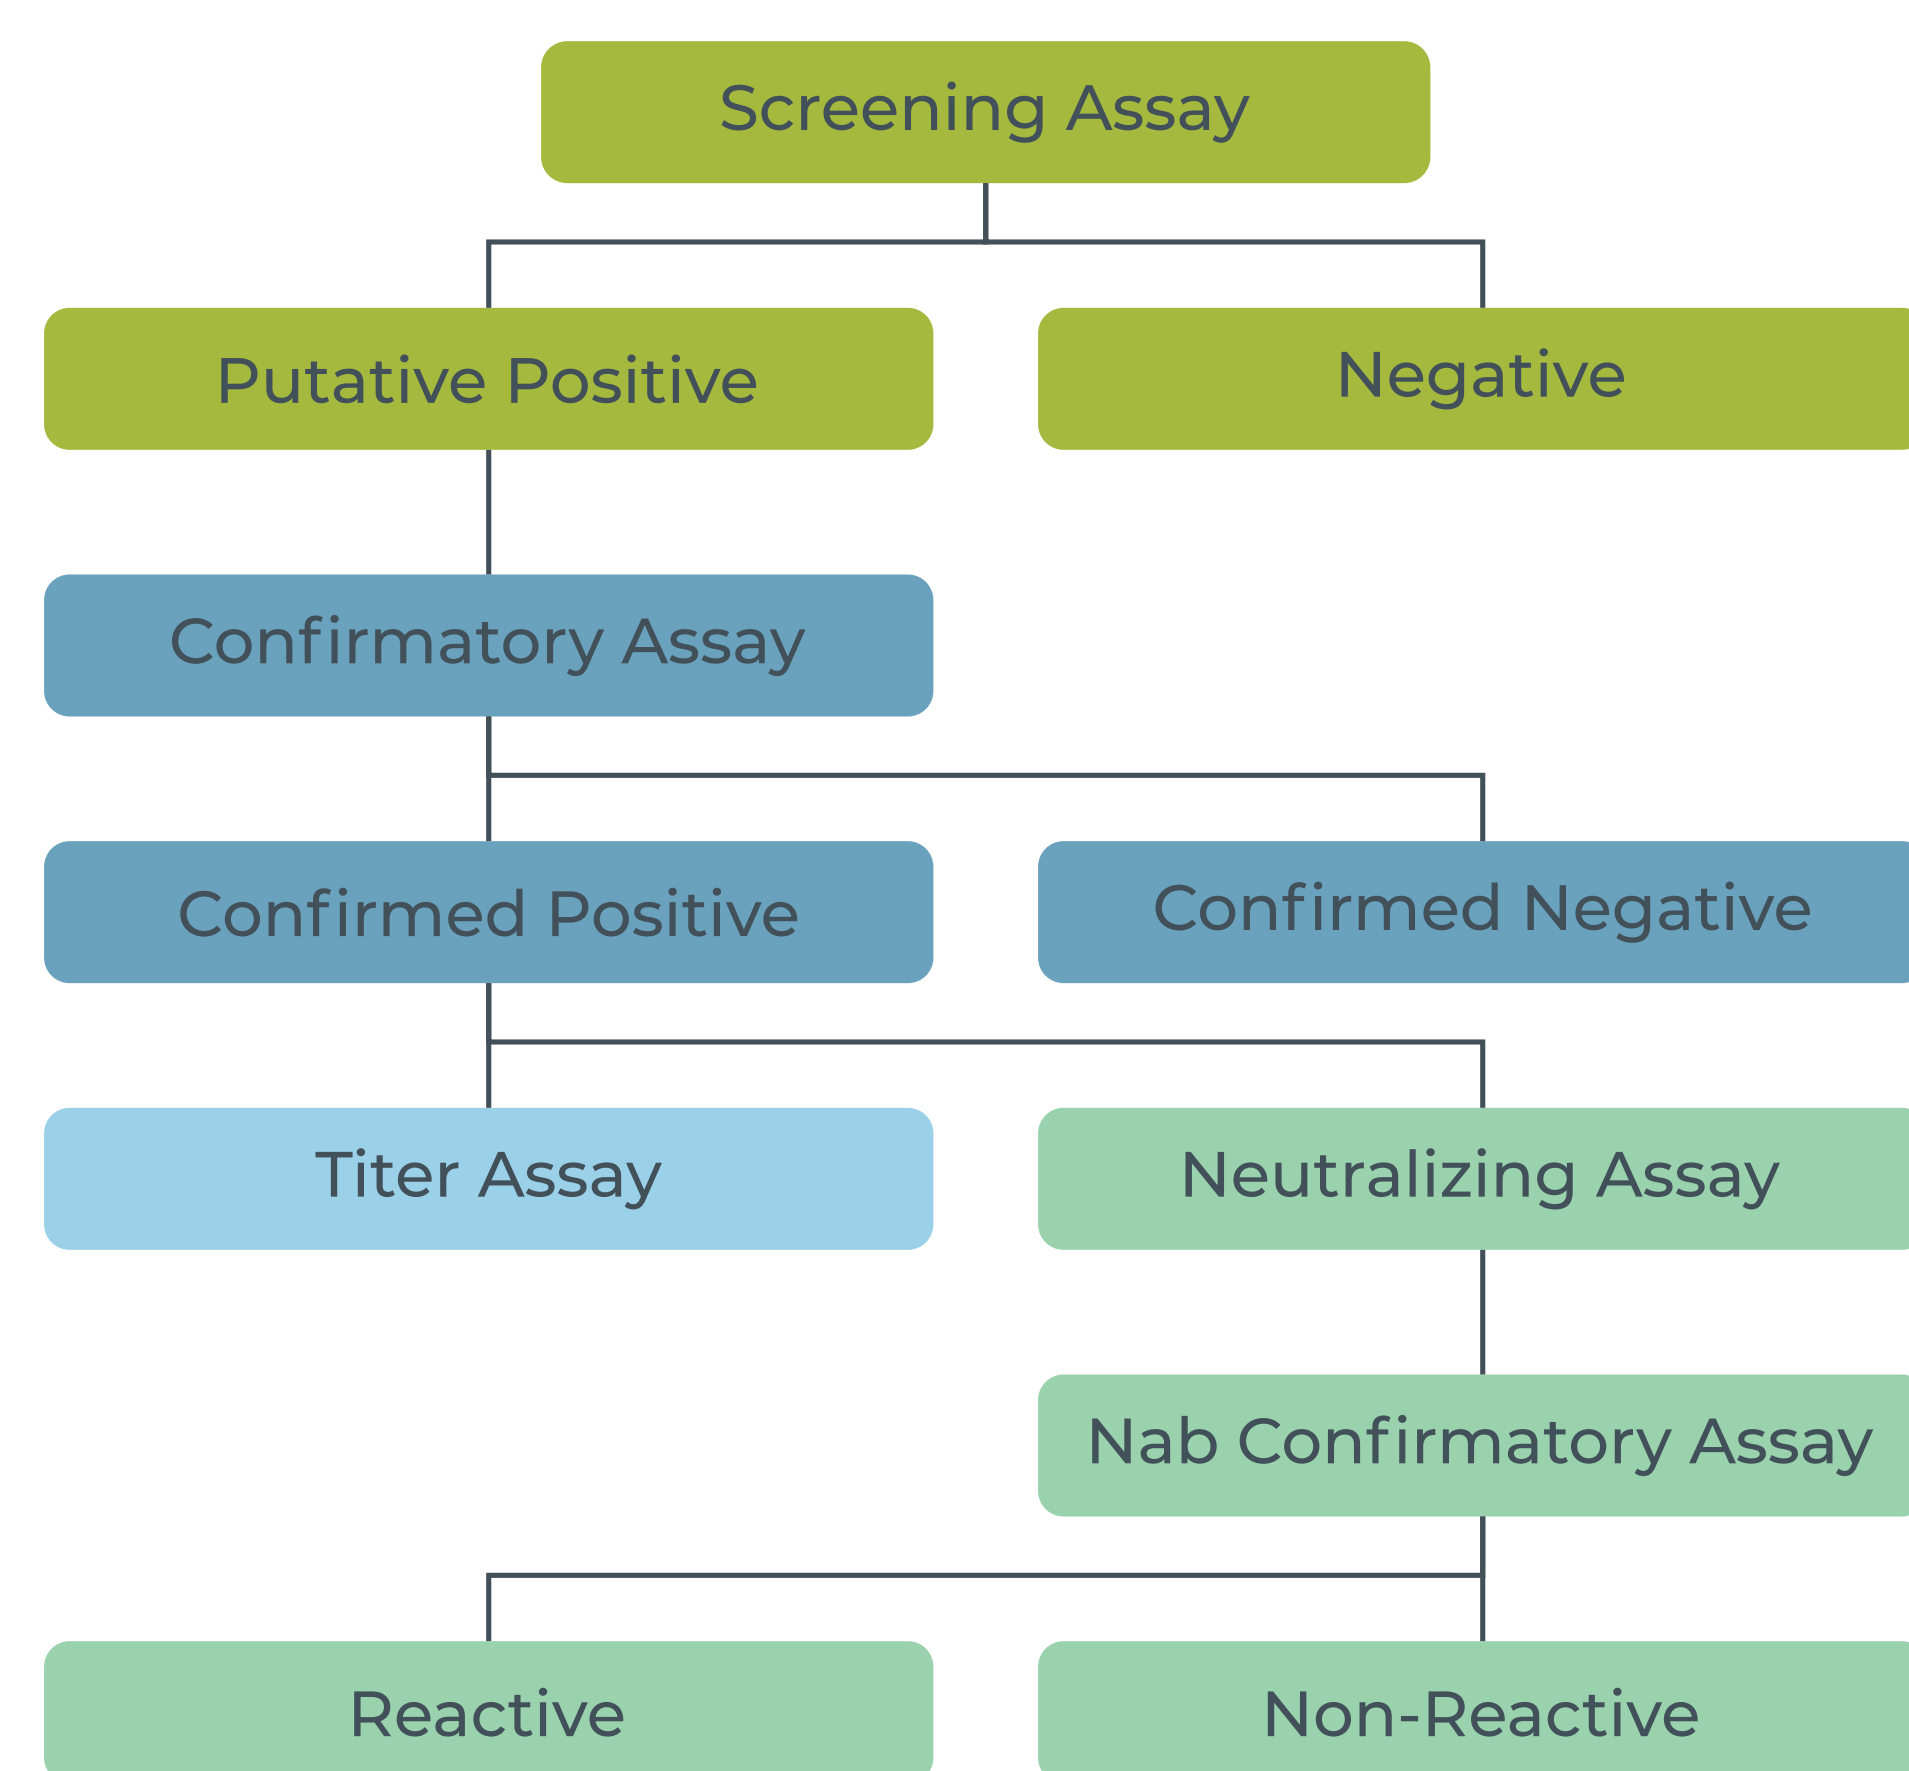 Screening Assay
Putative Positive
Negative
Confirmatory Assay
Confirmed Positive
Confirmed Negative
Titer Assay
Neutralizing Assay
Nab Confirmatory Assay
Reactive
Non-Reactive